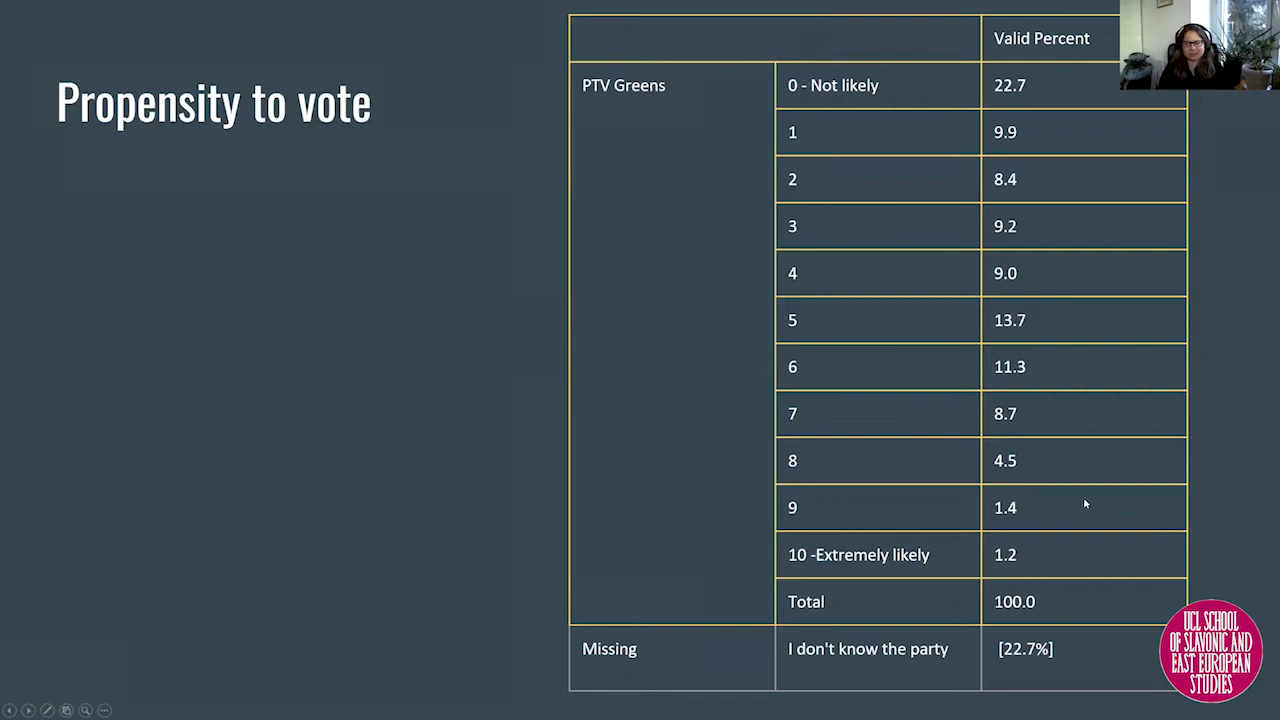 Propensity to vote
Valid Percent
PTV Greens
0 - Not likely
22.7
1
9.9
2
8.4
3
9.2
4
9.0
5
13.7
6
11.3
7
8.7
8
4.5
9
1.4
10 -Extremely likely
1.2
Total
100.0
Missing
I don't know the party
[22.7%]
UCL SCHOOL
OF SLAVONIC AND
EAST EUROPEAN
STUDIES